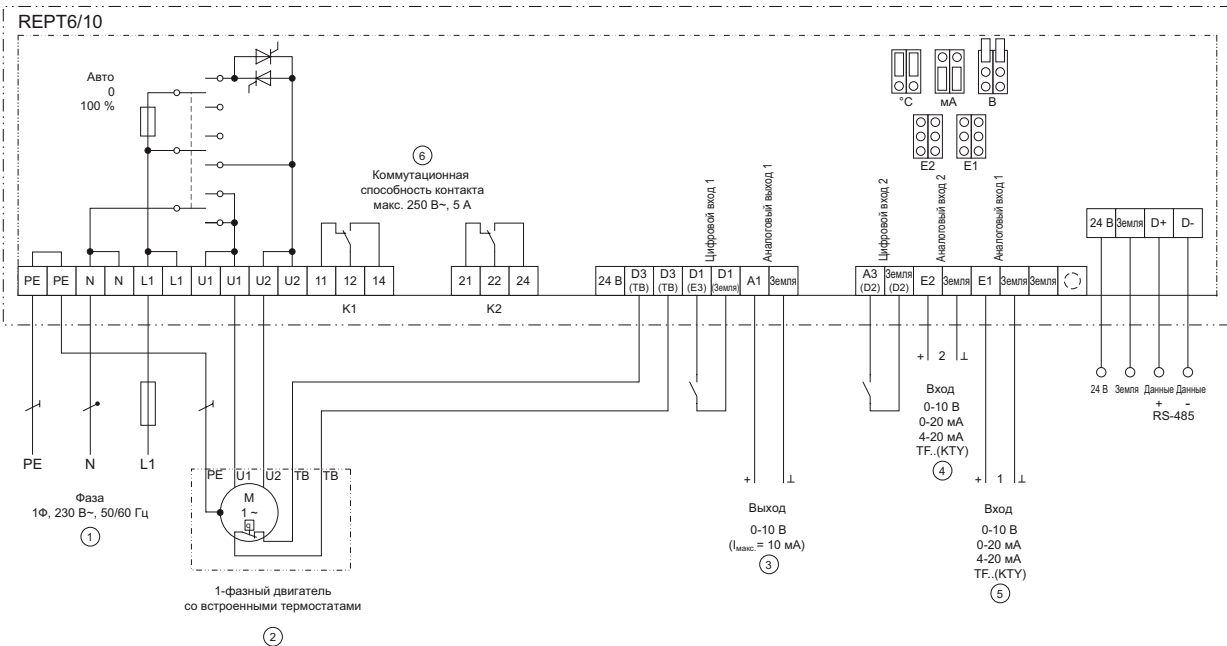 REPT6/10
Авто
0
100 %
6
Коммутационная
способность контакта
макс. 250 В~, 5 А
°C
мА
В
E2
E1
Цифровой вход 1
Аналоговый выход 1
Цифровой вход 2
Аналоговый вход 2
Аналоговый вход 1
24 В Земля D+ D-
PE PE N N L1 L1 U1 U1 U2 U2 11 12 14
21 22 24
24 В D3 (TB) D3 (TB) D1 (E3) D1 (Земля) A1 Земля
A3 (D2) Земля (D2) E2 Земля E1 Земля Земля
K1
K2
+ 2 ⊥
Вход
0-10 В
0-20 мА
4-20 мА
TF..(KTY)
4
24 В Земля Данные Данные
+ -
RS-485
PE N L1
Фаза
1Ф, 230 В~, 50/60 Гц
1
PE U1 U2 TB TB
M
1 ~
1-фазный двигатель
со встроенными термостатами
2
+ ⊥
Выход
0-10 В
(Iмакс.= 10 мА)
3
+ 1 ⊥
Вход
0-10 В
0-20 мА
4-20 мА
TF..(KTY)
5